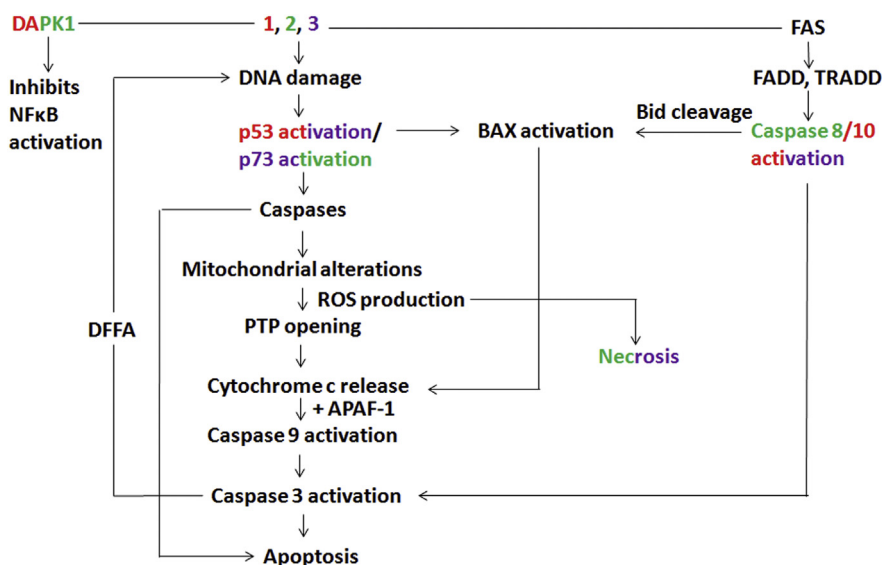 DAPK1
1, 2, 3
FAS
Inhibits
NFκB
activation
DNA damage
FADD, TRADD
p53 activation/
p73 activation
BAX activation
Bid cleavage
Caspase 8/10
activation
Caspases
Mitochondrial alterations
ROS production
PTP opening
DFFA
Necrosis
Cytochrome c release
+ APAF-1
Caspase 9 activation
Caspase 3 activation
Apoptosis